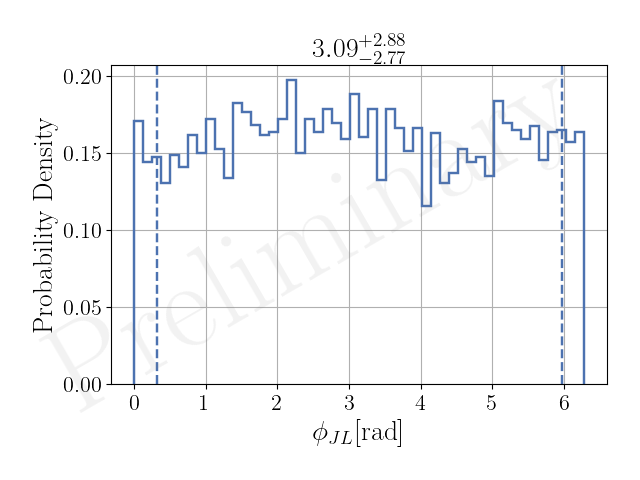 3.09^{+2.88}_{-2.77}
0.20
0.15
0.10
0.05
0.00
Probability Density
0 1 2 3 4 5 6
ϕ_{JL}[rad]
Preliminary